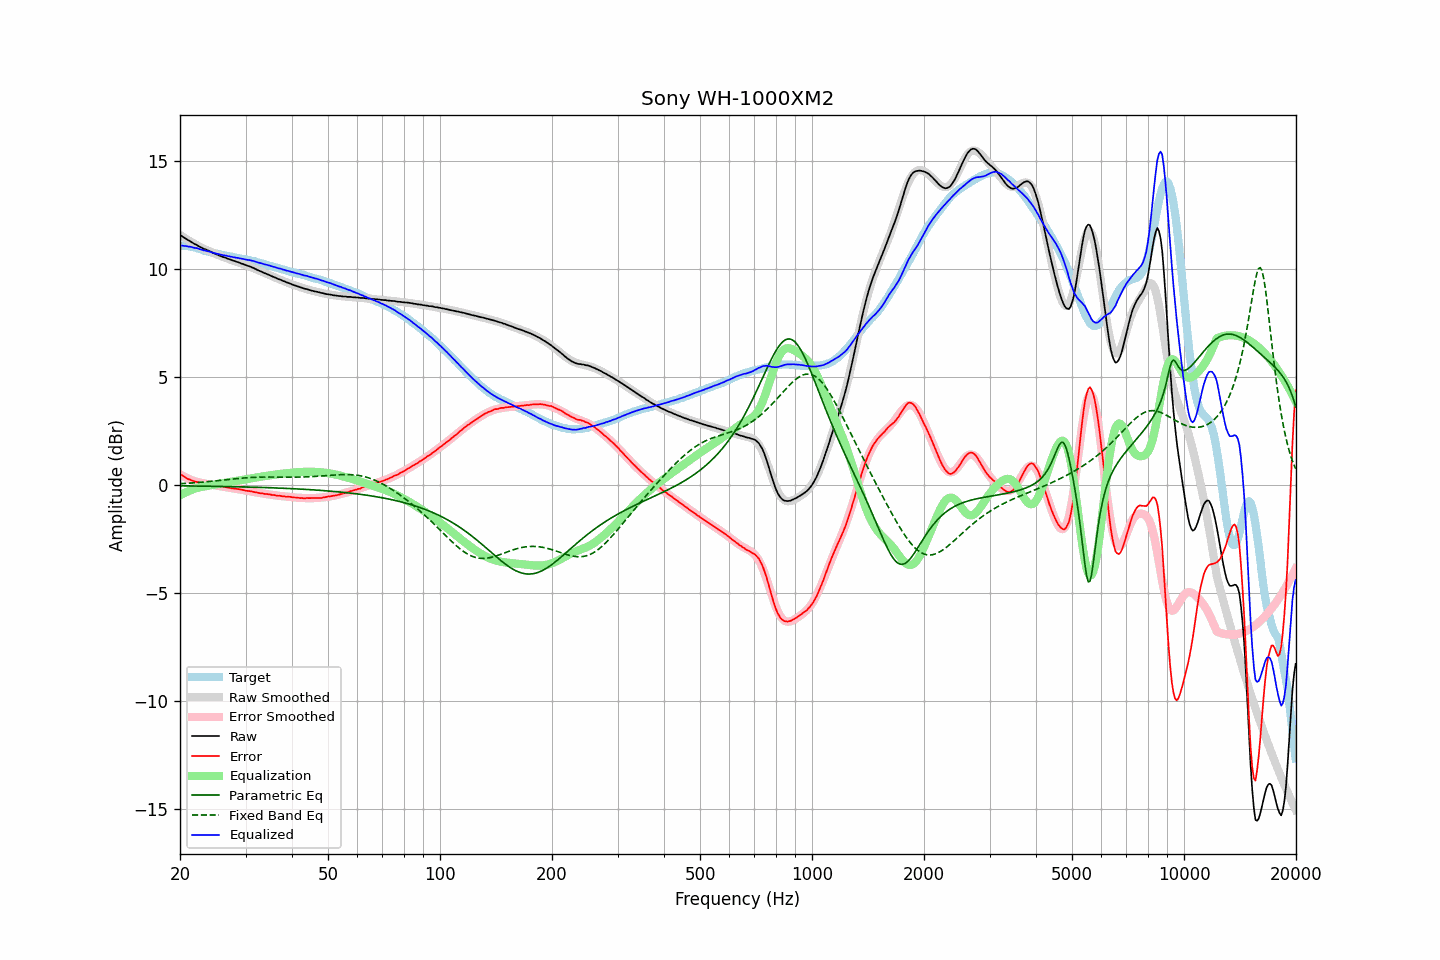 Sony WH-1000XM2
Amplitude (dBr)
15
10
5
0
−5
−10
−15
Target
Raw Smoothed
Error Smoothed
Raw
Error
Equalization
Parametric Eq
Fixed Band Eq
Equalized
20 50 100 200 500 1000 2000 5000 10000 20000
Frequency (Hz)